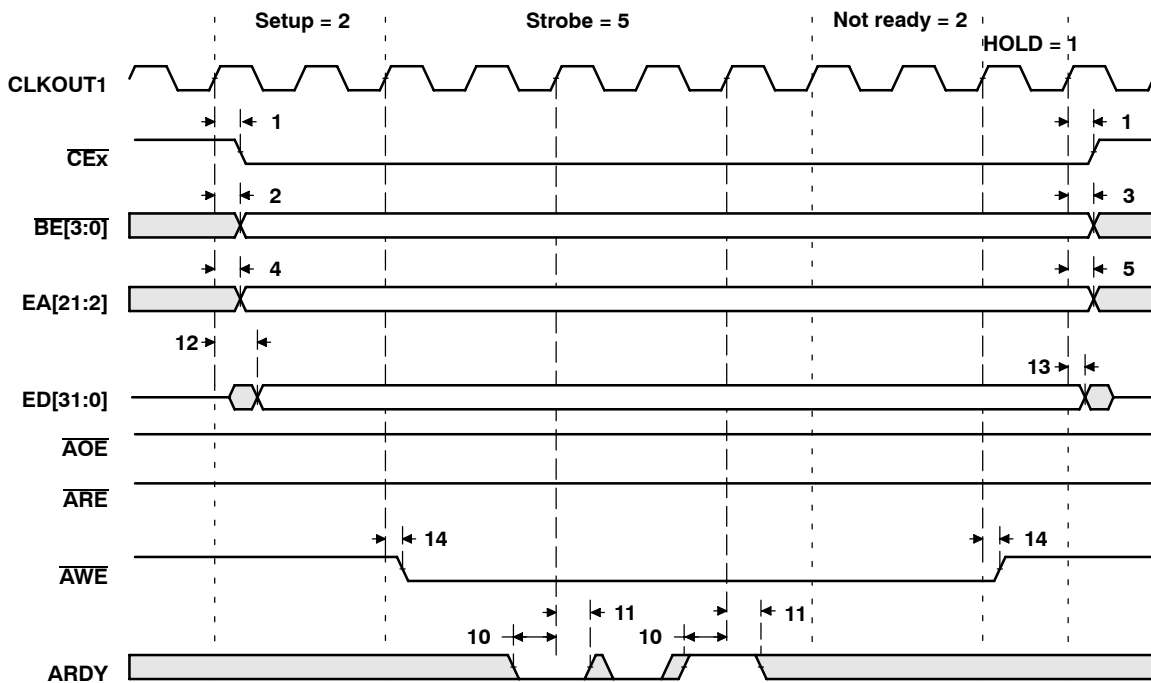 Setup = 2
Strobe = 5
Not ready = 2
HOLD = 1
CLKOUT1
1
1
CEx
2
3
BE[3:0]
4
5
EA[21:2]
12
13
ED[31:0]
AOE
ARE
14
14
AWE
11
11
10
10
ARDY